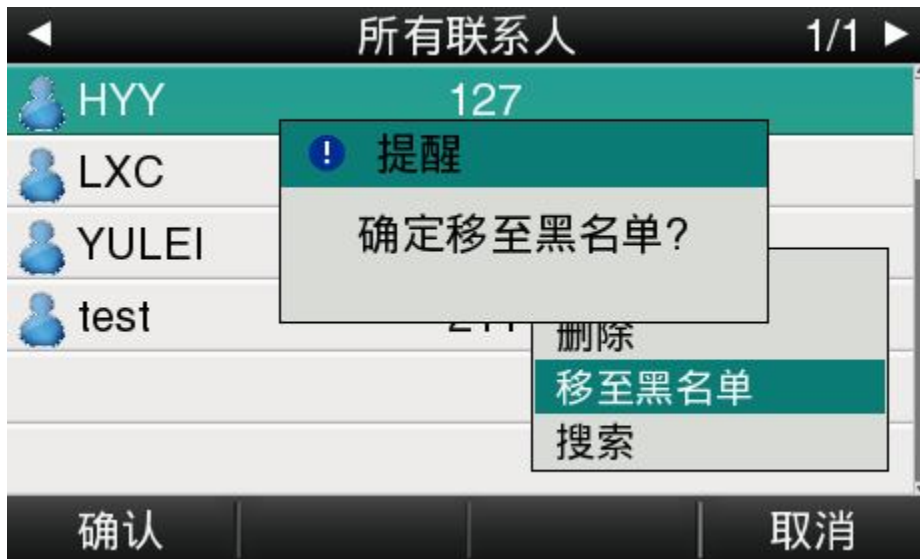 所有联系人 1/1
HYY 127
LXC
YULEI
test
提醒
确定移至黑名单?
删除
移至黑名单
搜索
确认 取消